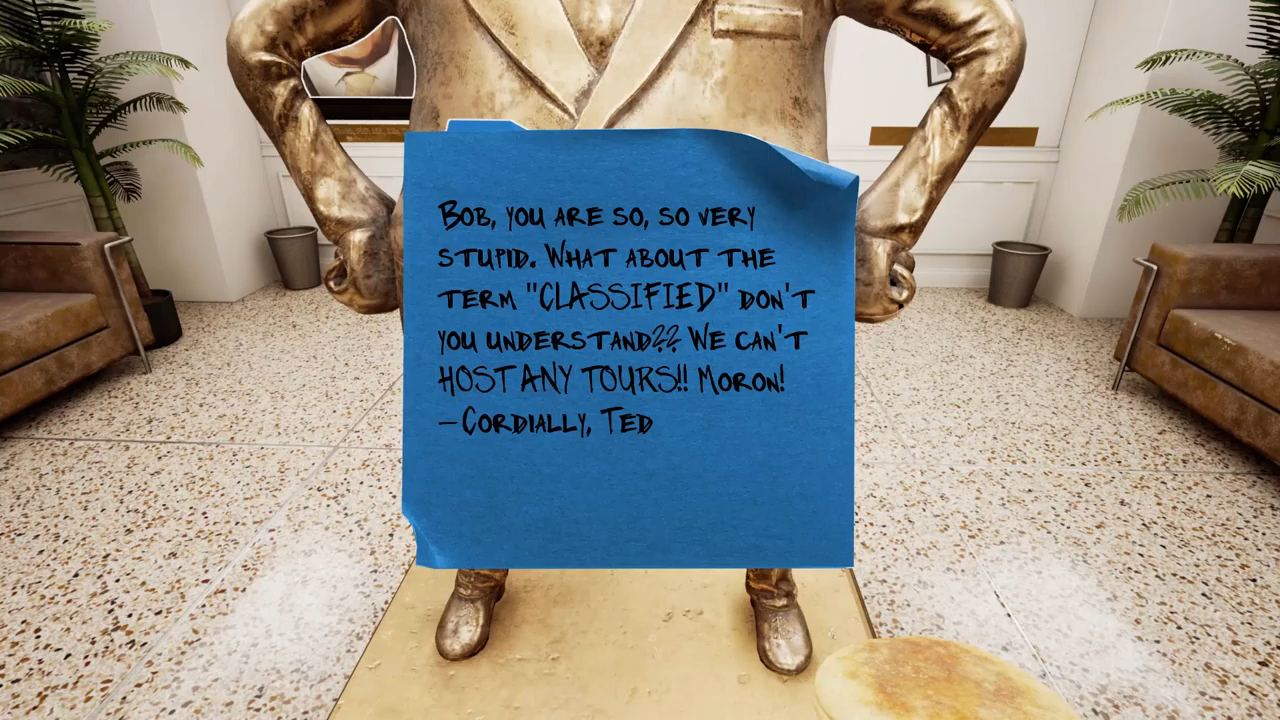 Bob, you are so, so very
stupid. What about the
term "CLASSIFIED" don't
you understand?? We can't
HOST ANY TOURS!! Moron!
–Cordially, Ted